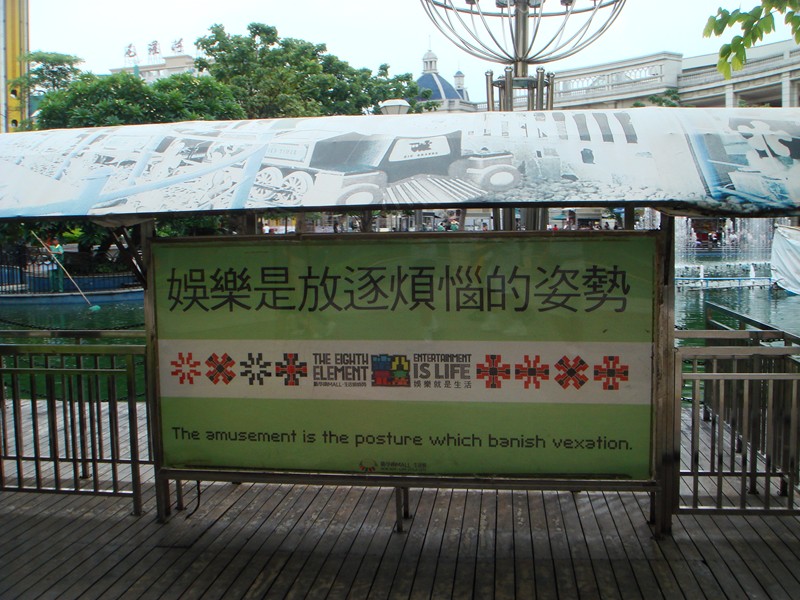 娛樂是放逐煩惱的姿勢
THE EIGHTH
ELEMENT
ENTERTAINMENT
IS LIFE
娛樂就是生活
The amusement is the posture which banish vexation.